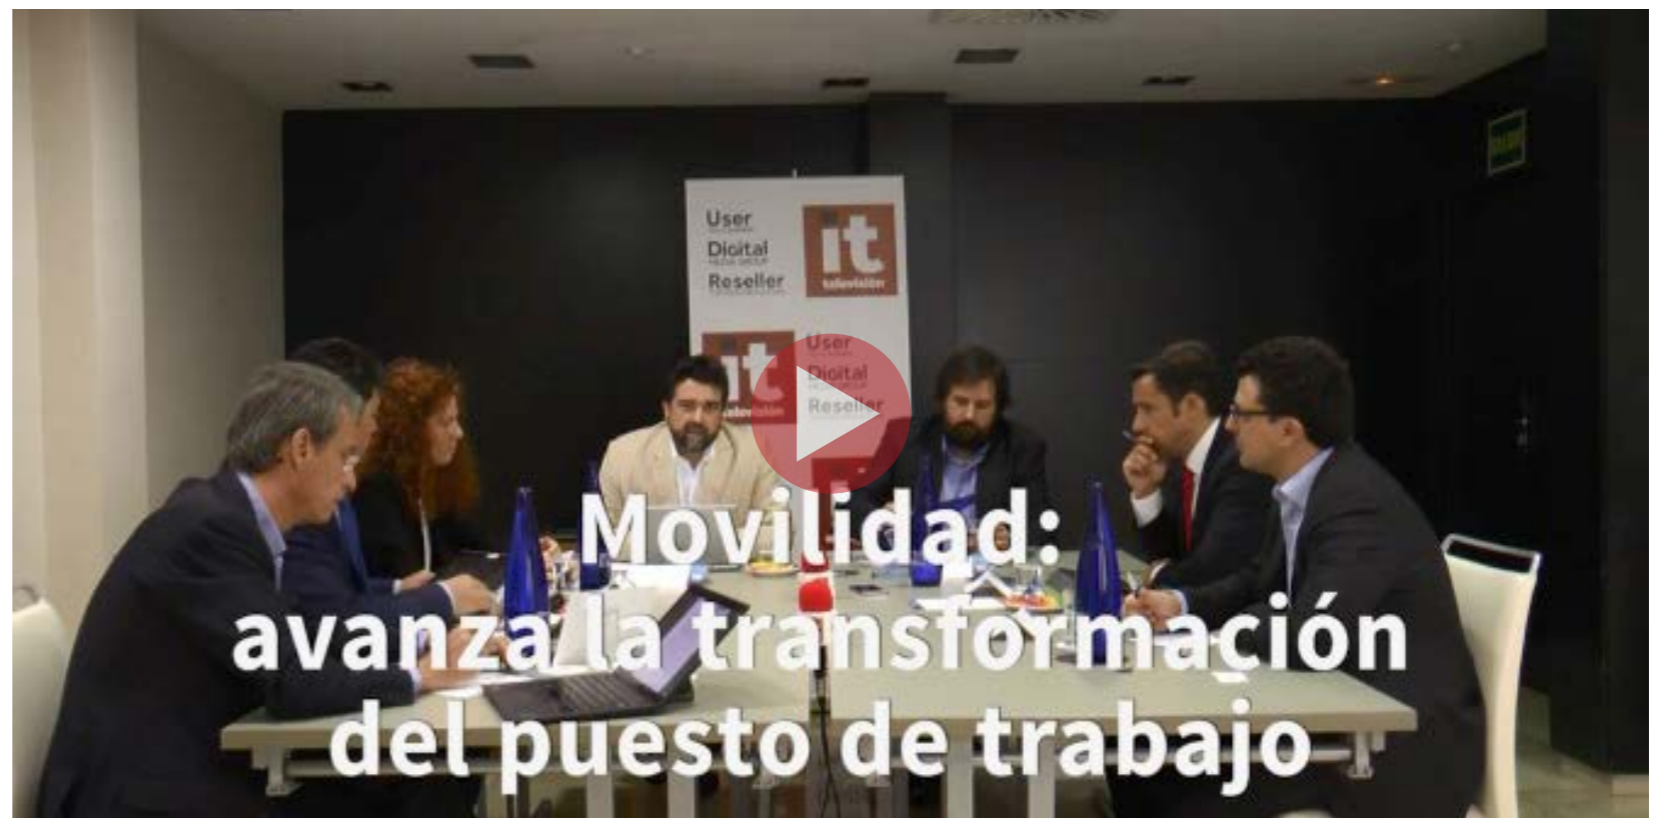 User
Digital
Reseller
it
televisión
it
televisión
User
Digital
Reseller
Movilidad:
avanza la transformación
del puesto de trabajo